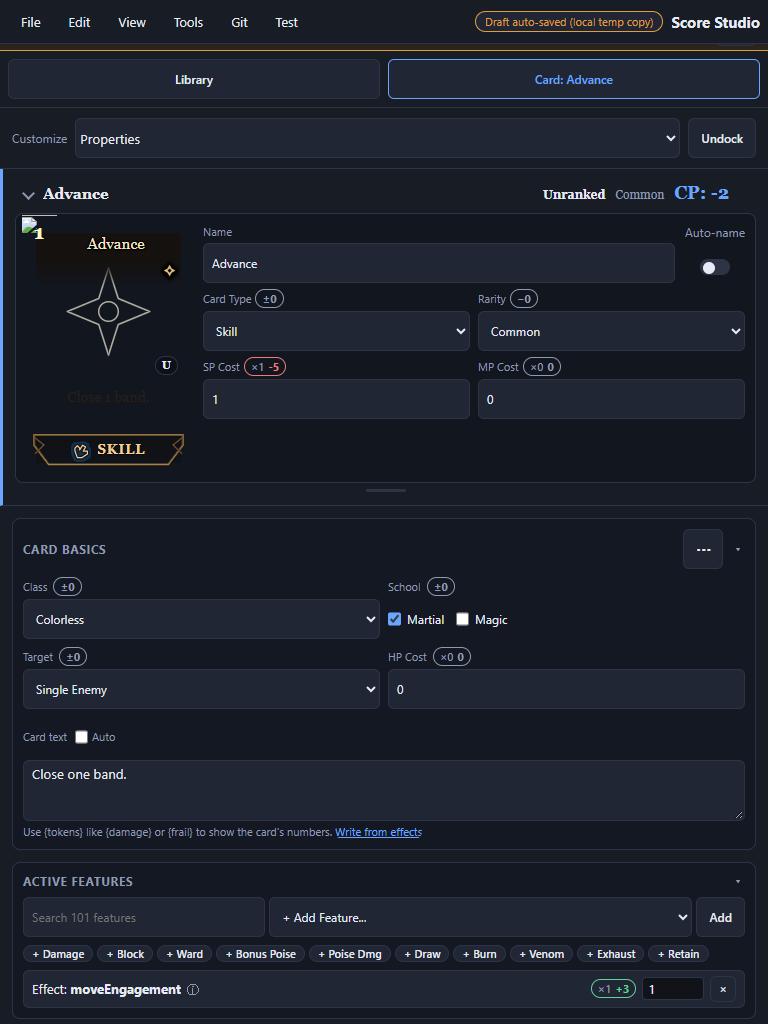 File Edit View Tools Git Test Draft auto-saved (local temp copy) Score Studio
Library Card: Advance
Customize Properties Undock
Advance Unranked Common CP: -2
1
Advance
U
Close 1 band.
SKILL
Name Auto-name
Advance
Card Type ±0 Rarity −0
Skill Common
SP Cost ×1 -5 MP Cost ×0 0
1 0
CARD BASICS ---
Class ±0 School ±0
Colorless Martial Magic
Target ±0 HP Cost ×0 0
Single Enemy 0
Card text Auto
Close one band.
Use {tokens} like {damage} or {frail} to show the card's numbers. Write from effects
ACTIVE FEATURES
Search 101 features + Add Feature... Add
+ Damage + Block + Ward + Bonus Poise + Poise Dmg + Draw + Burn + Venom + Exhaust + Retain
Effect: moveEngagement ⓘ ×1 +3 1 ×